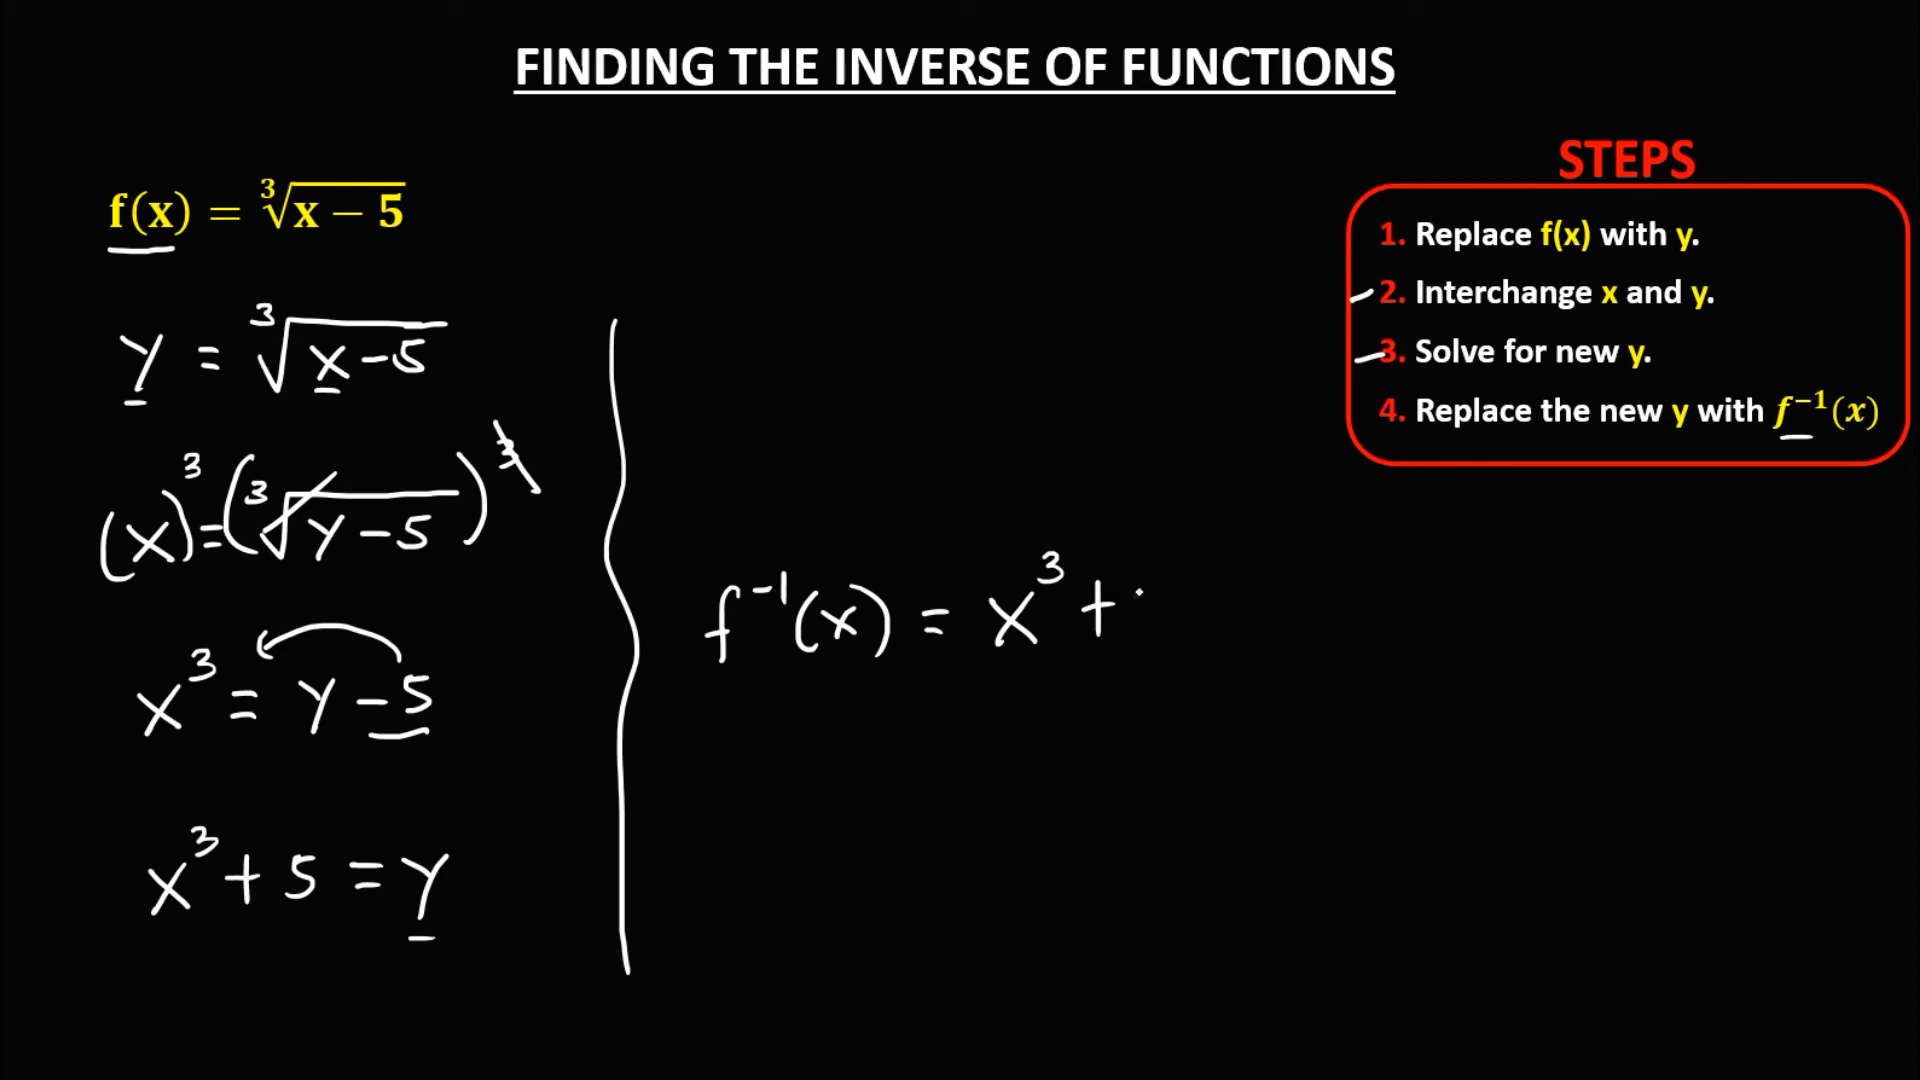 FINDING THE INVERSE OF FUNCTIONS
f(x) = ∛x − 5
y = ∛x − 5
(x)³ = (∛y − 5)³
x³ = y − 5
x³ + 5 = y
f⁻¹(x) = x³ +
STEPS
1. Replace f(x) with y.
2. Interchange x and y.
3. Solve for new y.
4. Replace the new y with f⁻¹(x)